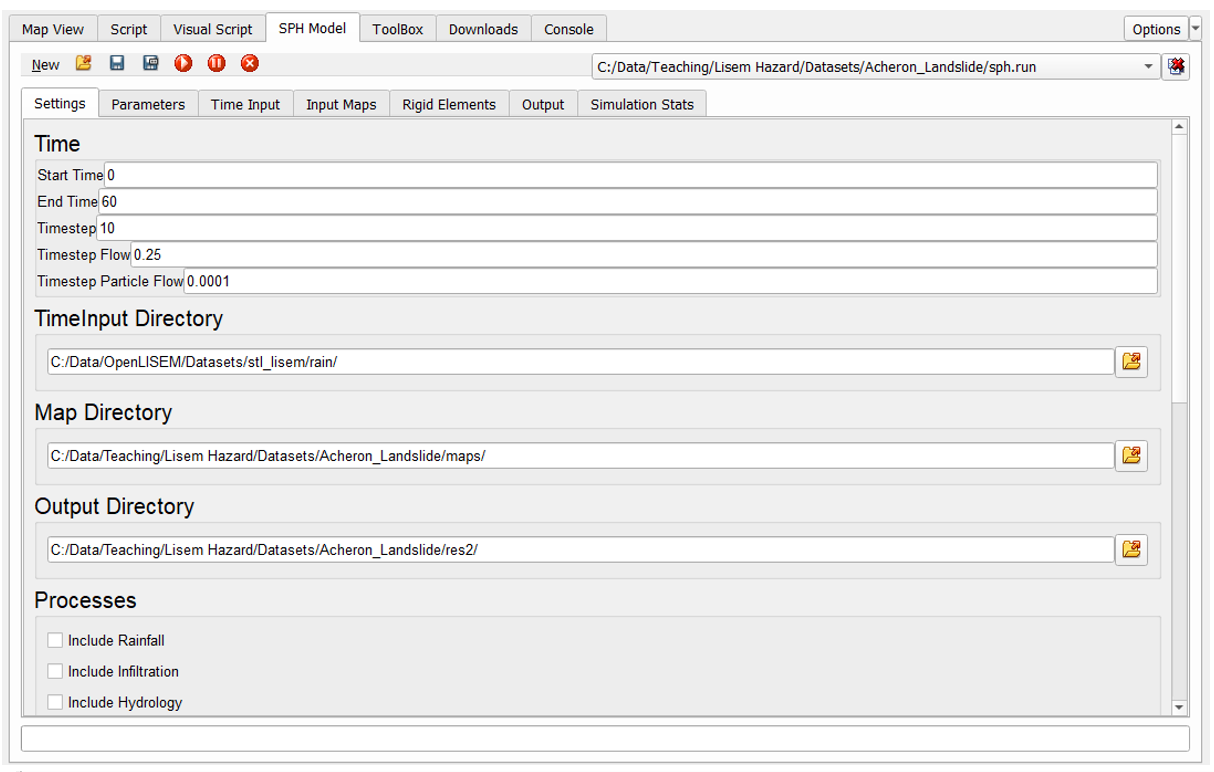 Map View Script Visual Script SPH Model ToolBox Downloads Console Options
New C:/Data/Teaching/Lisem Hazard/Datasets/Acheron_Landslide/sph.run
Settings Parameters Time Input Input Maps Rigid Elements Output Simulation Stats
Time
Start Time 0
End Time 60
Timestep 10
Timestep Flow 0.25
Timestep Particle Flow 0.0001
TimeInput Directory
C:/Data/OpenLISEM/Datasets/stl_lisem/rain/
Map Directory
C:/Data/Teaching/Lisem Hazard/Datasets/Acheron_Landslide/maps/
Output Directory
C:/Data/Teaching/Lisem Hazard/Datasets/Acheron_Landslide/res2/
Processes
Include Rainfall
Include Infiltration
Include Hydrology